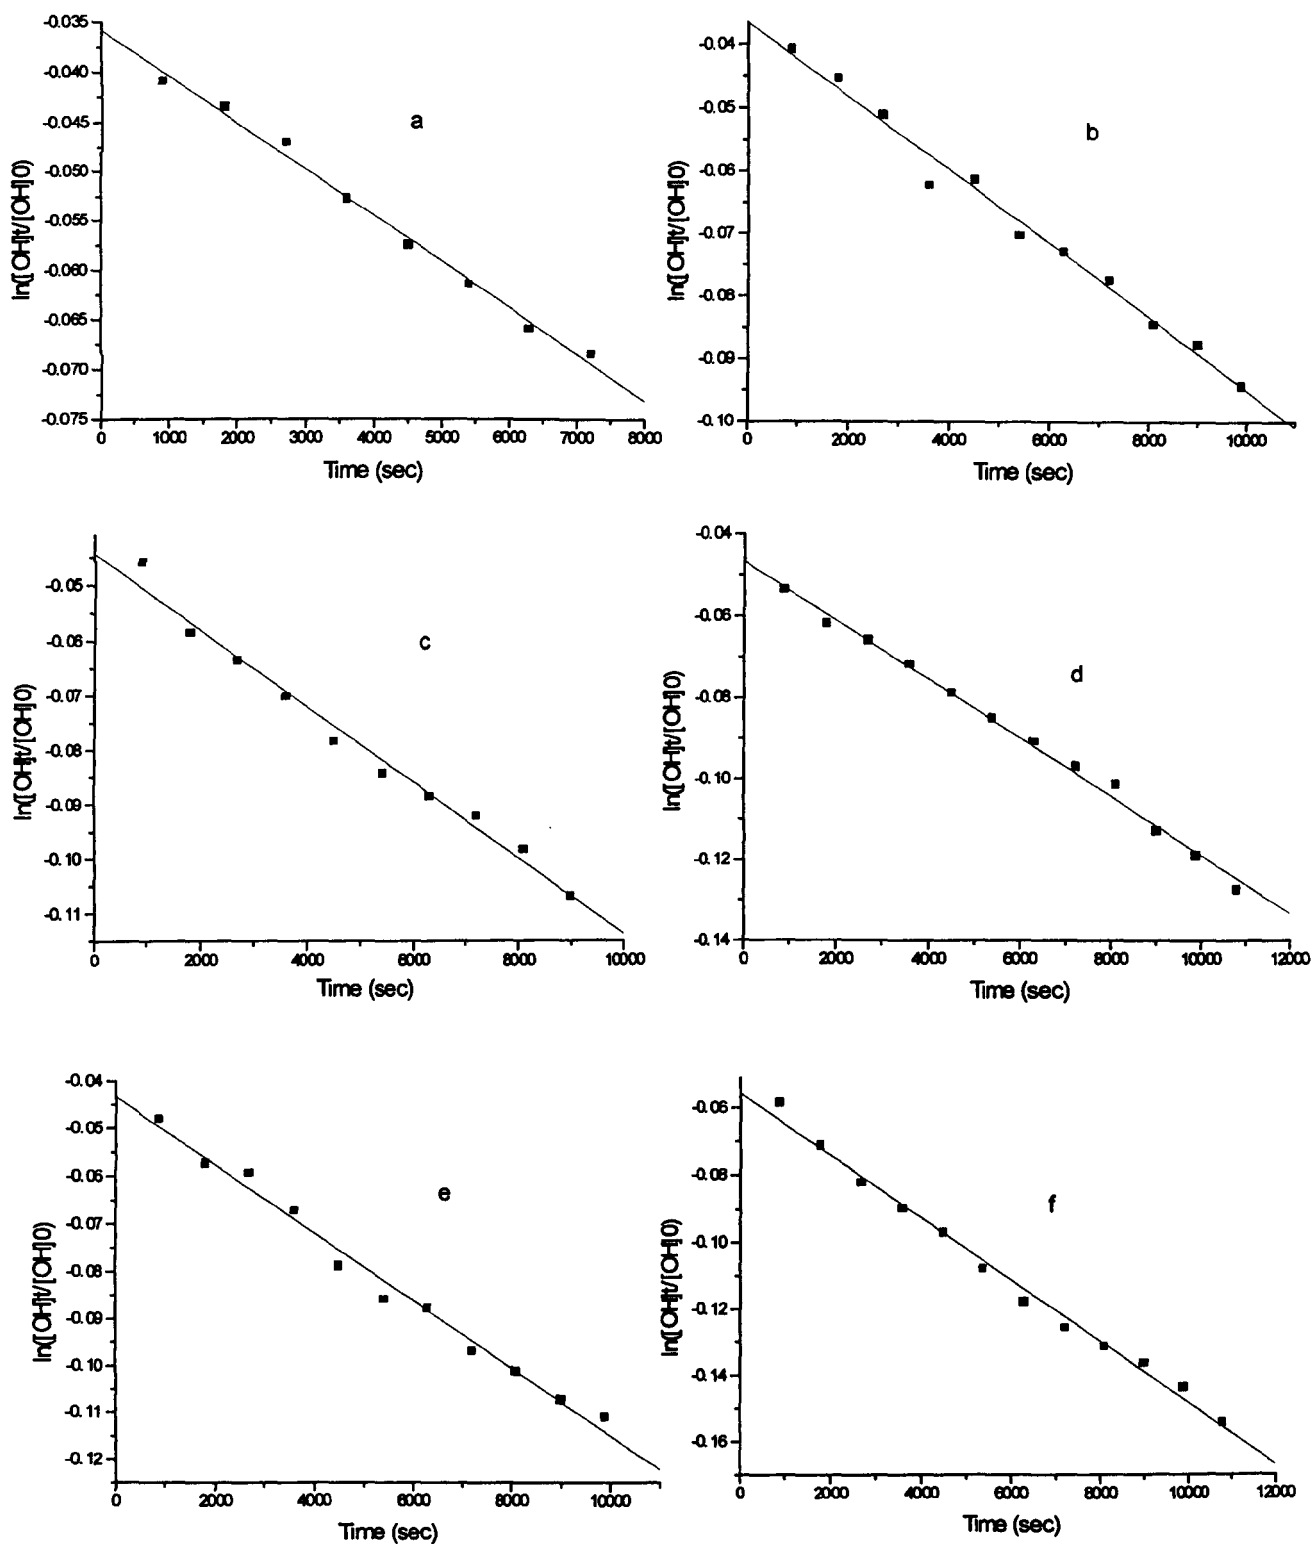 -0.035
-0.040
-0.045
-0.050
-0.055
-0.060
-0.065
-0.070
-0.075
ln([OH]t/[OH]0)
a
0 1000 2000 3000 4000 5000 6000 7000 8000
Time (sec)
-0.04
-0.05
-0.06
-0.07
-0.08
-0.09
-0.10
ln([OH]t/[OH]0)
b
0 2000 4000 6000 8000 10000
Time (sec)
-0.05
-0.06
-0.07
-0.08
-0.09
-0.10
-0.11
ln([OH]t/[OH]0)
c
0 2000 4000 6000 8000 10000
Time (sec)
-0.04
-0.06
-0.08
-0.10
-0.12
-0.14
ln([OH]t/[OH]0)
d
0 2000 4000 6000 8000 10000 12000
Time (sec)
-0.04
-0.05
-0.06
-0.07
-0.08
-0.09
-0.10
-0.11
-0.12
ln([OH]t/[OH]0)
e
0 2000 4000 6000 8000 10000
Time (sec)
-0.06
-0.08
-0.10
-0.12
-0.14
-0.16
ln([OH]t/[OH]0)
f
0 2000 4000 6000 8000 10000 12000
Time (sec)